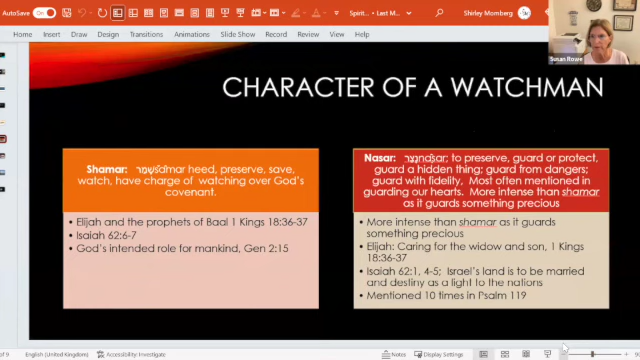 AutoSave On Spirit... • Last M... Shirley Momberg
Home Insert Design Transitions Animations Slide Show Record Review View
Susan Rowe
CHARACTER OF A WATCHMAN
Shamar: שָׁמַר sāmar heed, preserve, save,
watch, have charge of watching over God's
covenant.
• Elijah and the prophets of Baal 1 Kings 18:36-37
• Isaiah 62:6-7
• God's intended role for mankind, Gen 2:15
Nasar: to preserve, guard or protect,
guard a hidden thing; guard from dangers;
guard with fidelity, Most often mentioned in
guarding our hearts. More intense than shamar
as it guards something precious
• More intense than shamar as it guards
something precious
• Elijah: Caring for the widow and son, 1 Kings
18:36-37
• Isaiah 62:1, 4-5; Israel's land is to be married
and destiny as a light to the nations
• Mentioned 10 times in Psalm 119
of 9 English (United Kingdom) Accessibility: Investigate Notes Display Settings